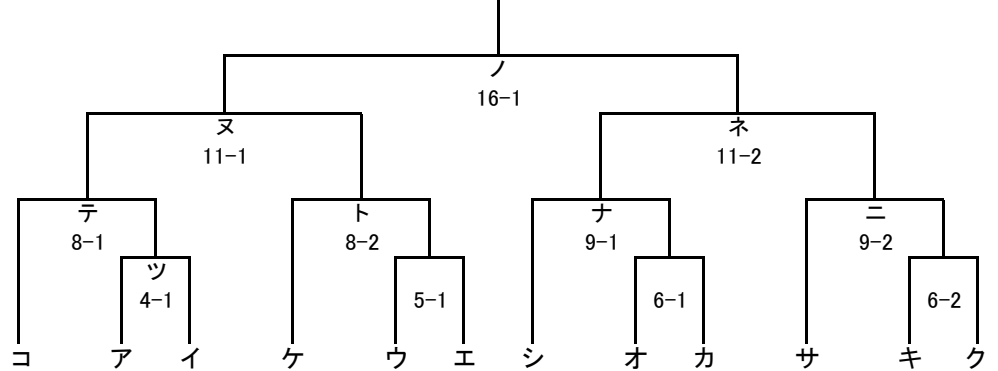 ノ
16-1
ヌ ネ
11-1 11-2
テ ト ナ ニ
8-1 8-2 9-1 9-2
ツ
4-1 5-1 6-1 6-2
コ ア イ ケ ウ エ シ オ カ サ キ ク